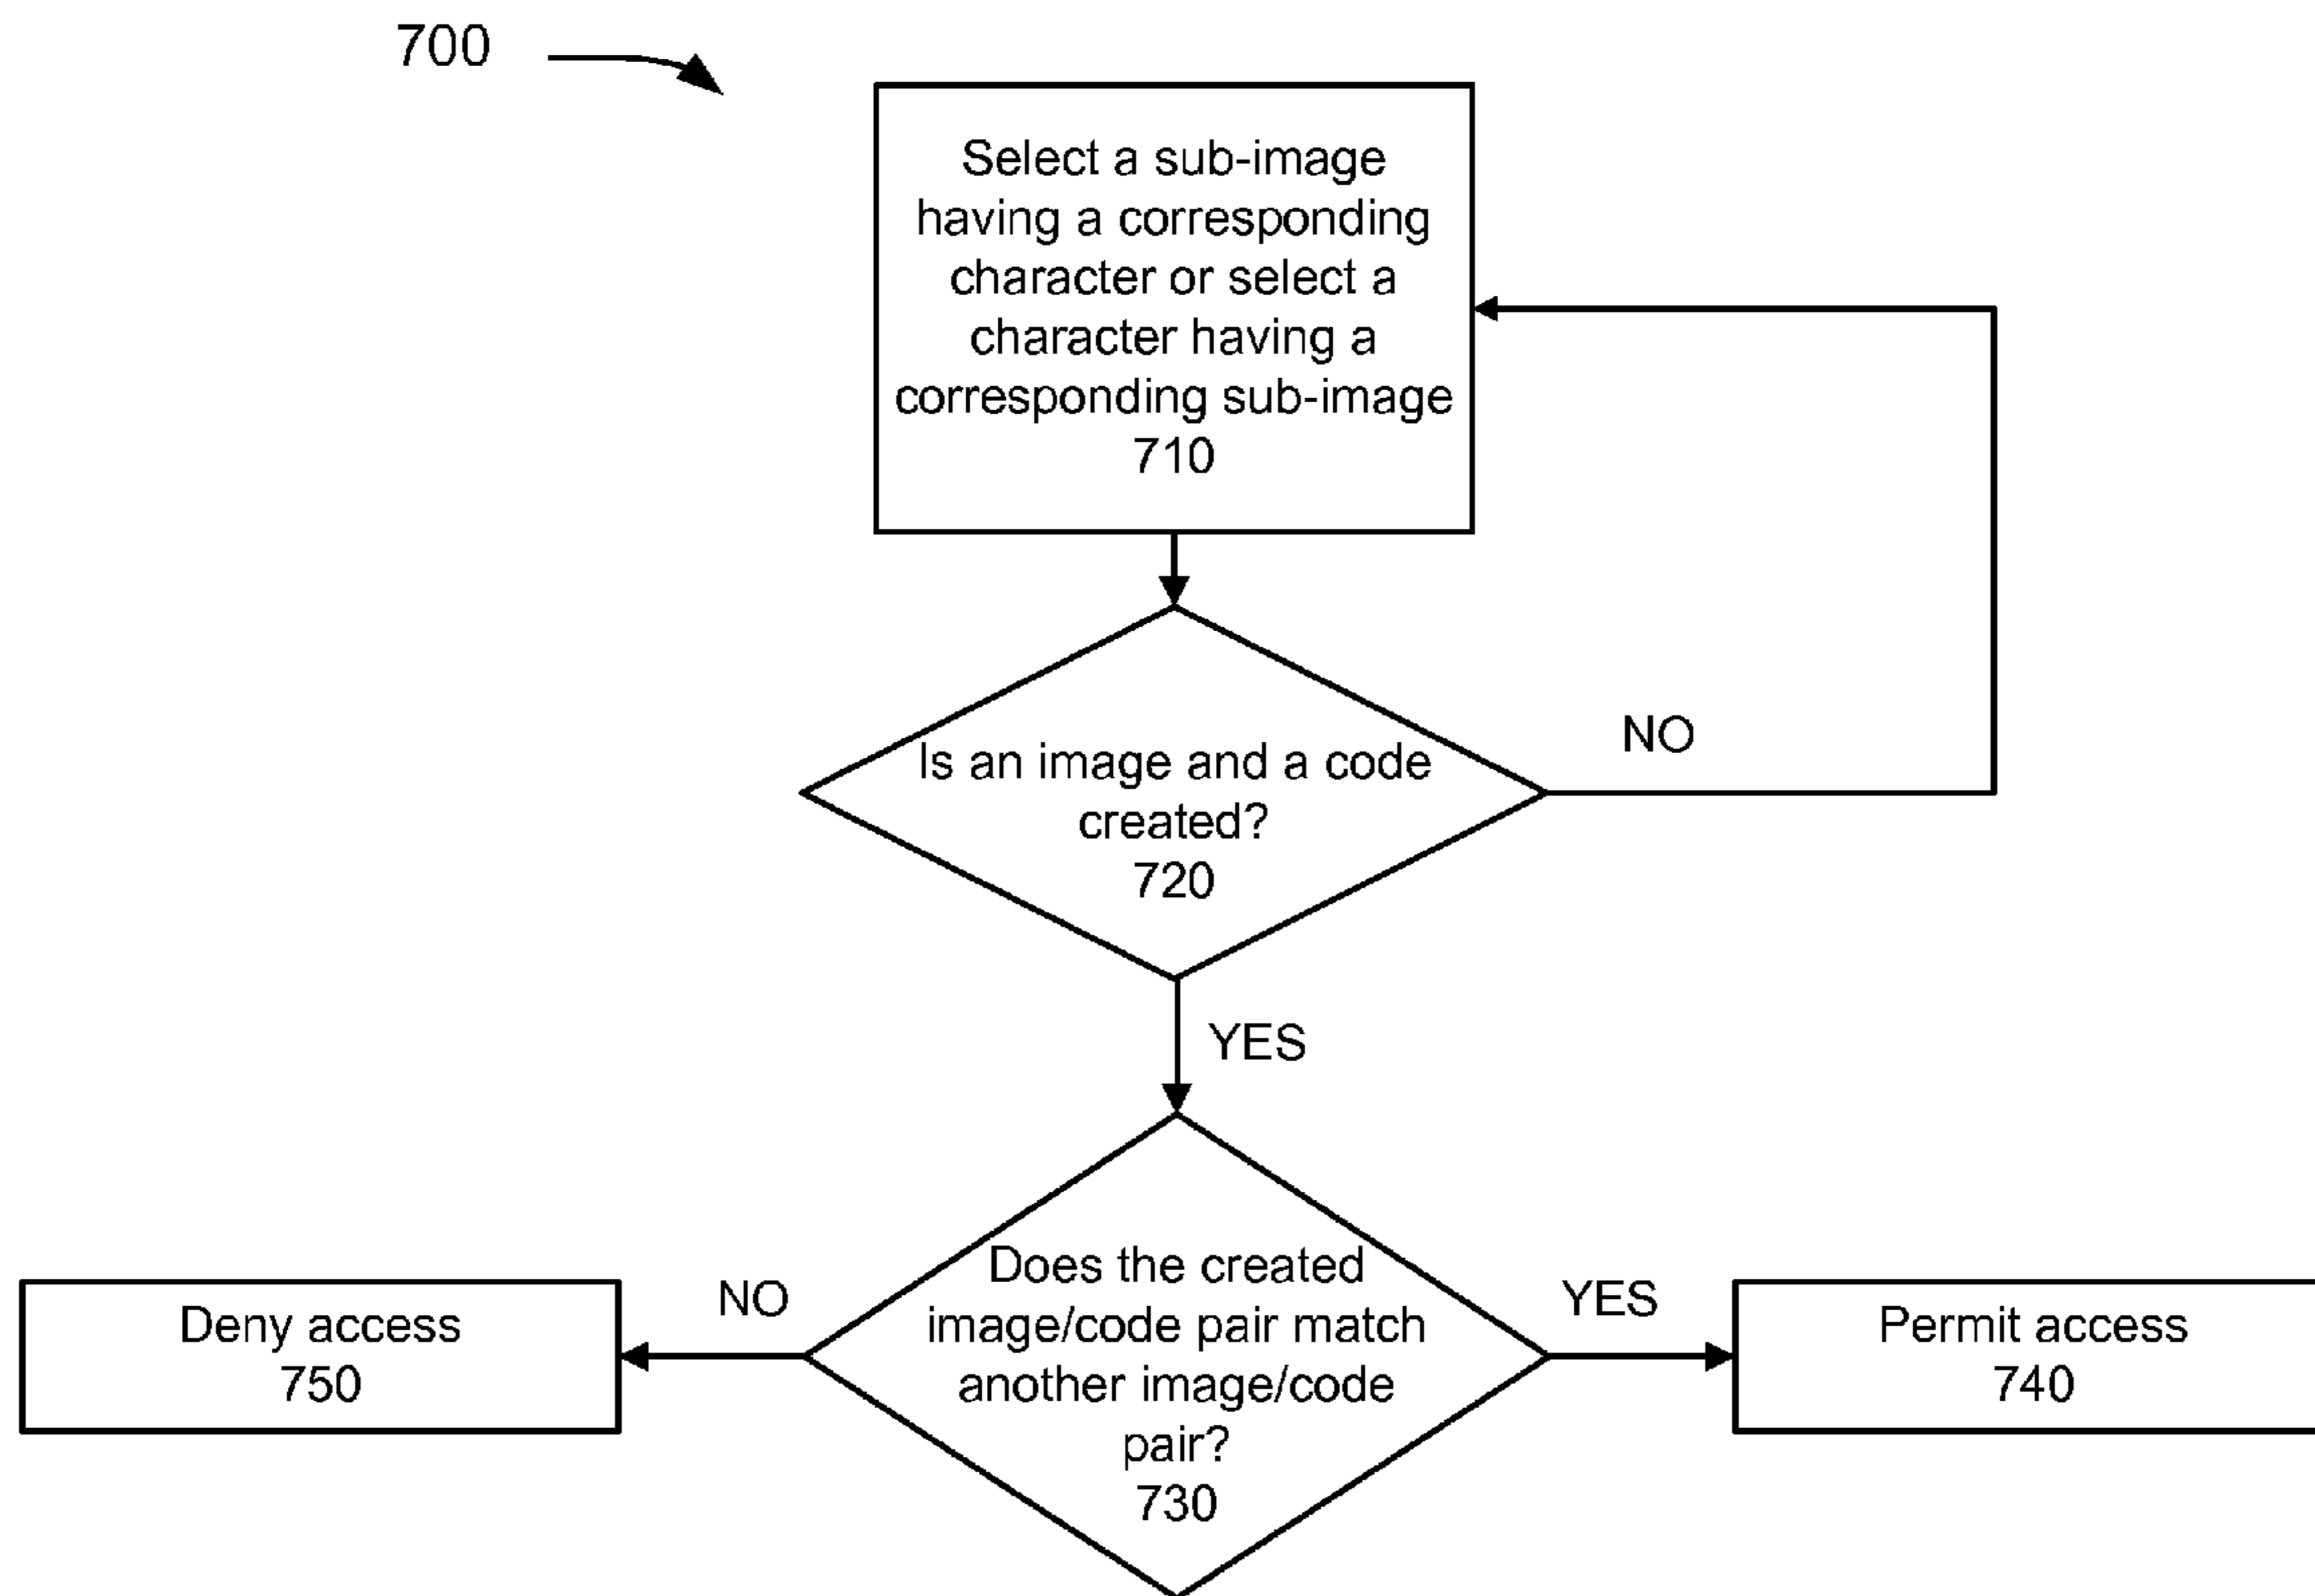 700
Select a sub-image
having a corresponding
character or select a
character having a
corresponding sub-image
710
Is an image and a code
created?
720
NO
YES
Does the created
image/code pair match
another image/code
pair?
730
NO
Deny access
750
YES
Permit access
740